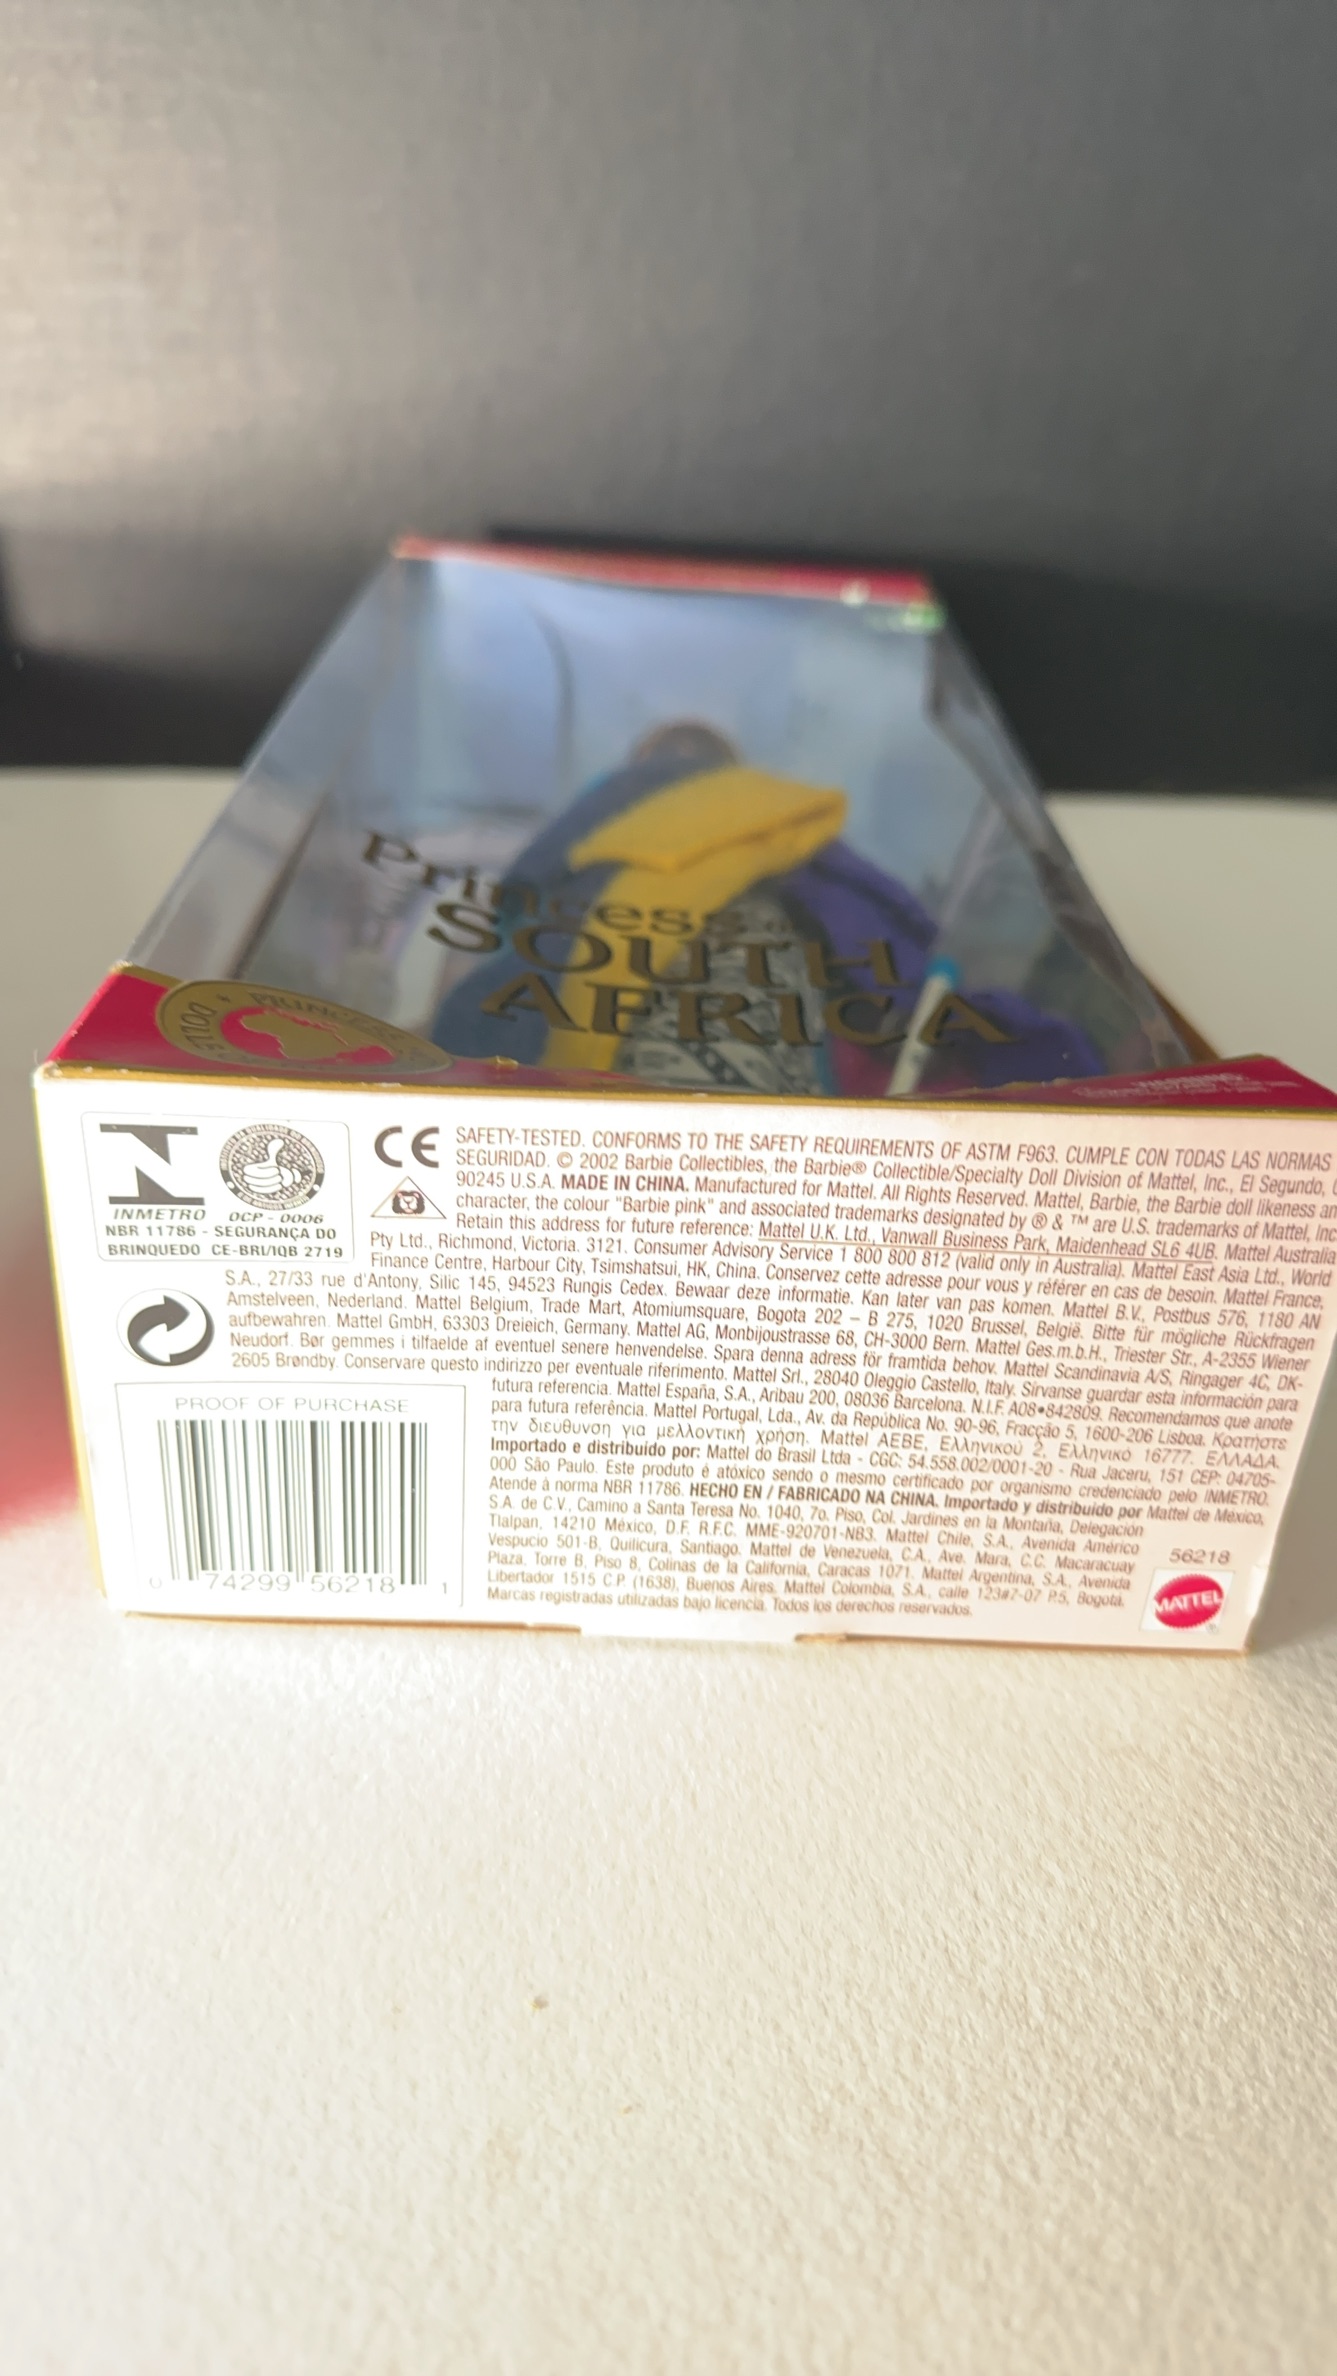 Princess of
SOUTH
AFRICA
DOLLS PRINCESS
INMETRO OCP - 0006
NBR 11786 - SEGURANÇA DO
BRINQUEDO CE-BRI/IQB 2719
CE
SAFETY-TESTED. CONFORMS TO THE SAFETY REQUIREMENTS OF ASTM F963. CUMPLE CON TODAS LAS NORMAS
SEGURIDAD. © 2002 Barbie Collectibles, the Barbie® Collectible/Specialty Doll Division of Mattel, Inc., El Segundo,
90245 U.S.A. MADE IN CHINA. Manufactured for Mattel. All Rights Reserved. Mattel, Barbie, the Barbie doll likeness an
character, the colour "Barbie pink" and associated trademarks designated by ® & ™ are U.S. trademarks of Mattel, Inc
Retain this address for future reference: Mattel U.K. Ltd., Vanwall Business Park, Maidenhead SL6 4UB. Mattel Australia
Pty Ltd., Richmond, Victoria. 3121. Consumer Advisory Service 1 800 800 812 (valid only in Australia). Mattel East Asia Ltd., World
Finance Centre, Harbour City, Tsimshatsui, HK, China. Conservez cette adresse pour vous y référer en cas de besoin. Mattel France,
S.A., 27/33 rue d'Antony, Silic 145, 94523 Rungis Cedex. Bewaar deze informatie. Kan later van pas komen. Mattel B.V., Postbus 576, 1180 AN
Amstelveen, Nederland. Mattel Belgium, Trade Mart, Atomiumsquare, Bogota 202 – B 275, 1020 Brussel, België. Bitte für mögliche Rückfragen
aufbewahren. Mattel GmbH, 63303 Dreieich, Germany. Mattel AG, Monbijoustrasse 68, CH-3000 Bern. Mattel Ges.m.b.H., Triester Str., A-2355 Wiener
Neudorf. Bør gemmes i tilfaelde af eventuel senere henvendelse. Spara denna adress för framtida behov. Mattel Scandinavia A/S, Ringager 4C, DK-
2605 Brøndby. Conservare questo indirizzo per eventuale riferimento. Mattel Srl., 28040 Oleggio Castello, Italy. Sírvanse guardar esta información para
futura referencia. Mattel España, S.A., Aribau 200, 08036 Barcelona. N.I.F. A08•842809. Recomendamos que anote
para futura referência. Mattel Portugal, Lda., Av. da República No. 90-96, Fracção 5, 1600-206 Lisboa. Κρατήστε
την διευθυνση για μελλοντική χρήση. Mattel AEBE, Ελληνικού 2, Ελληνικό 16777. ΕΛΛΑΔΑ.
Importado e distribuído por: Mattel do Brasil Ltda - CGC: 54.558.002/0001-20 - Rua Jaceru, 151 CEP: 04705-
000 São Paulo. Este produto é atóxico sendo o mesmo certificado por organismo credenciado pelo INMETRO.
Atende à norma NBR 11786. HECHO EN / FABRICADO NA CHINA. Importado y distribuido por Mattel de México,
S.A. de C.V., Camino a Santa Teresa No. 1040, 7o. Piso, Col. Jardines en la Montaña, Delegación
Tlalpan, 14210 México, D.F. R.F.C. MME-920701-NB3. Mattel Chile, S.A., Avenida Américo
Vespucio 501-B, Quilicura, Santiago. Mattel de Venezuela, C.A., Ave. Mara, C.C. Macaracuay
Plaza, Torre B, Piso 8, Colinas de la California, Caracas 1071. Mattel Argentina, S.A., Avenida
Libertador 1515 C.P. (1638), Buenos Aires. Mattel Colombia, S.A., calle 123#7-07 P.5, Bogotá.
Marcas registradas utilizadas bajo licencia. Todos los derechos reservados.
PROOF OF PURCHASE
0 74299 56218 1
56218
MATTEL